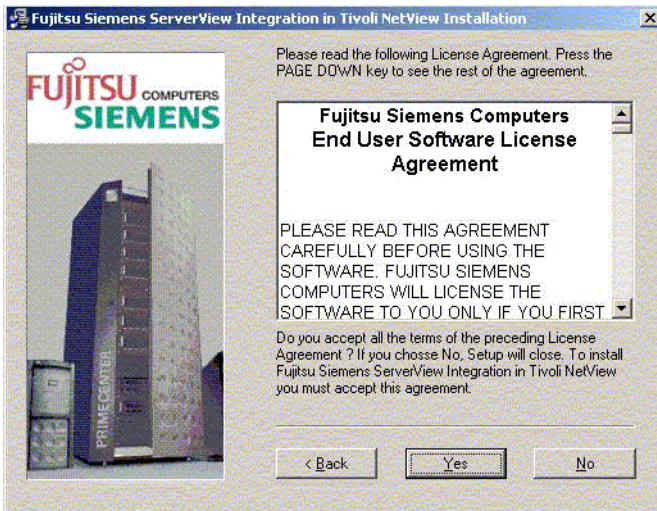 Fujitsu Siemens ServerView Integration in Tivoli NetView Installation
Please read the following License Agreement. Press the
PAGE DOWN key to see the rest of the agreement.
FUJITSU COMPUTERS
SIEMENS
Fujitsu Siemens Computers
End User Software License
Agreement
PLEASE READ THIS AGREEMENT
CAREFULLY BEFORE USING THE
SOFTWARE. FUJITSU SIEMENS
COMPUTERS WILL LICENSE THE
SOFTWARE TO YOU ONLY IF YOU FIRST
PRIMECENTER
Do you accept all the terms of the preceding License
Agreement ? If you chosse No, Setup will close. To install
Fujitsu Siemens ServerView Integration in Tivoli NetView
you must accept this agreement.
< Back
Yes
No